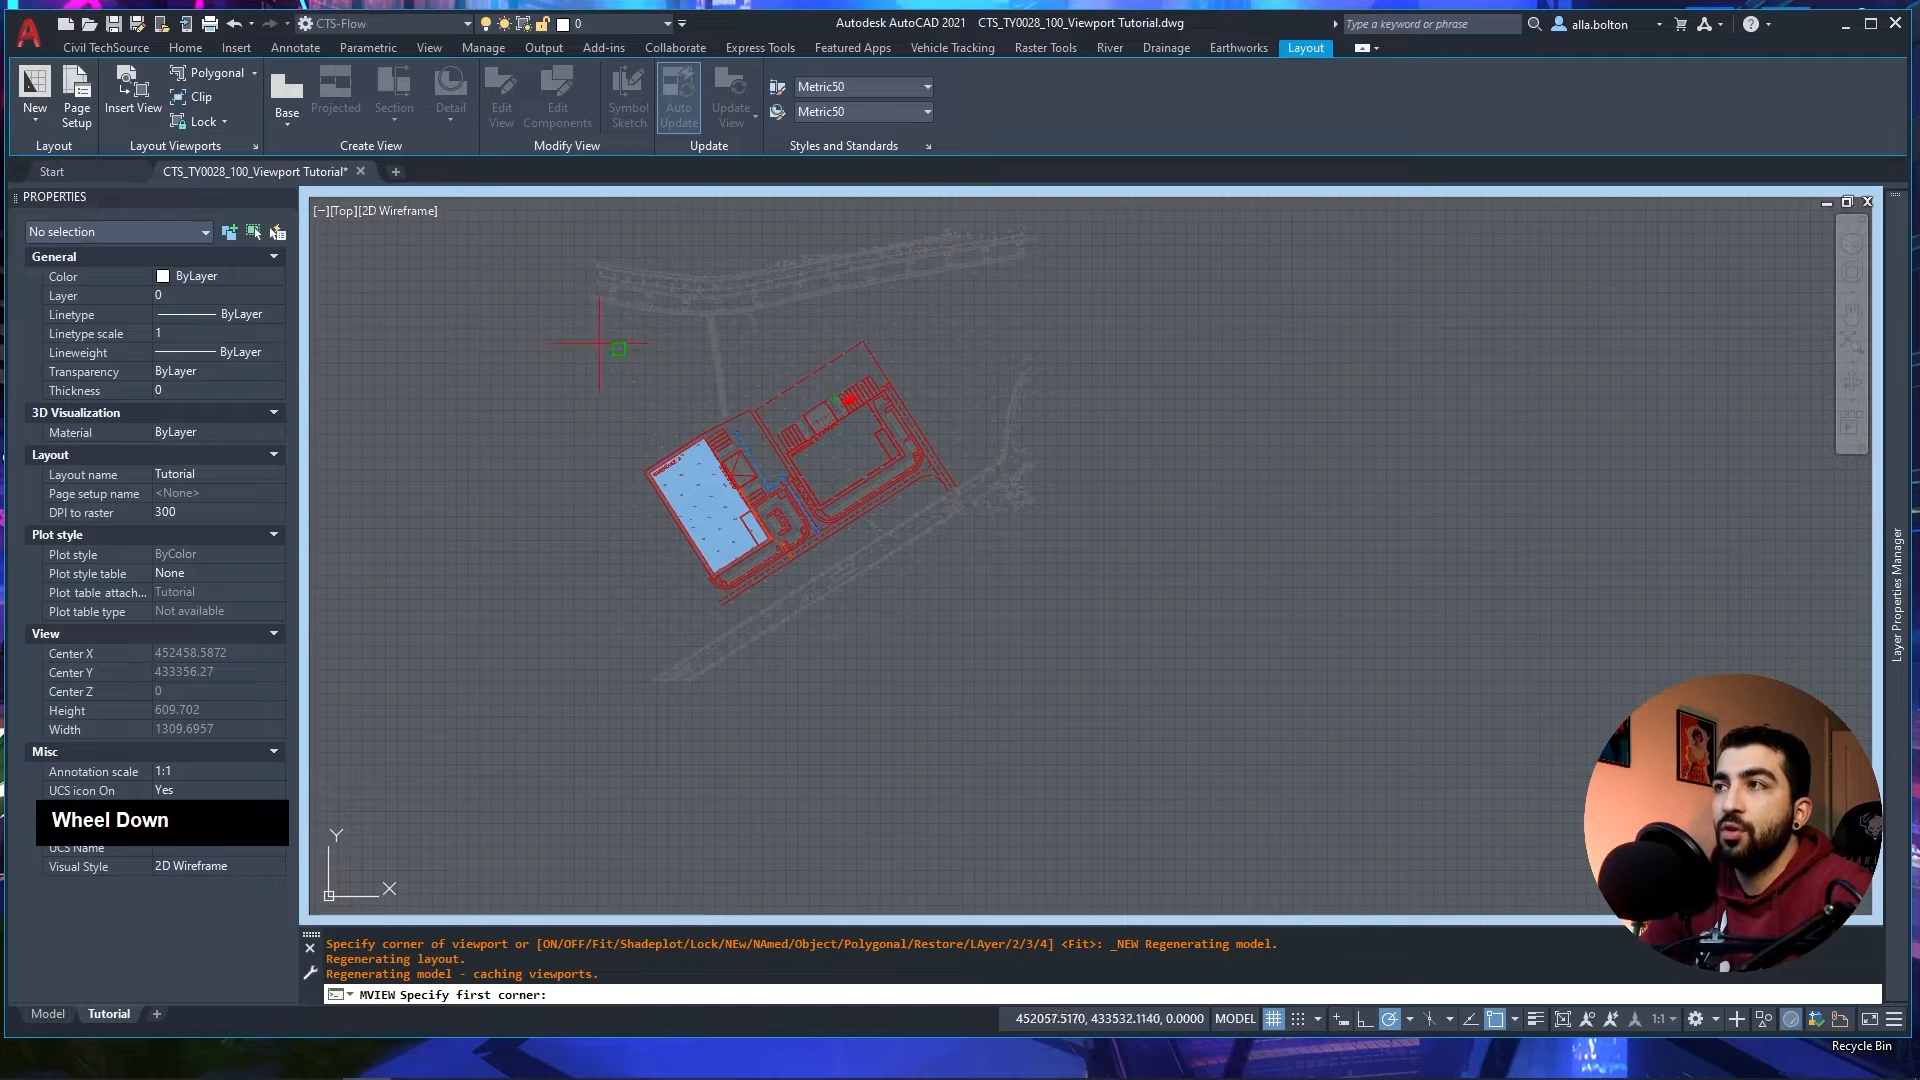 CTS-Flow
0
Autodesk AutoCAD 2021 CTS_TY0028_100_Viewport Tutorial.dwg
Type a keyword or phrase
alla.bolton
Civil TechSource Home Insert Annotate Parametric View Manage Output Add-ins Collaborate Express Tools Featured Apps Vehicle Tracking Raster Tools River Drainage Earthworks Layout
New
Page Setup
Insert View
Polygonal
Clip
Lock
Base
Projected
Section
Detail
Edit View
Edit Components
Symbol Sketch
Auto Update
Update View
Metric50
Metric50
Layout
Layout Viewports
Create View
Modify View
Update
Styles and Standards
Start
CTS_TY0028_100_Viewport Tutorial*
PROPERTIES
[−][Top][2D Wireframe]
No selection
General
Color ByLayer
Layer 0
Linetype ByLayer
Linetype scale 1
Lineweight ByLayer
Transparency ByLayer
Thickness 0
3D Visualization
Material ByLayer
Layout
Layout name Tutorial
Page setup name <None>
DPI to raster 300
Plot style
Plot style ByColor
Plot style table None
Plot table attach... Tutorial
Plot table type Not available
View
Center X 452458.5872
Center Y 433356.27
Center Z 0
Height 609.702
Width 1309.6957
Misc
Annotation scale 1:1
UCS icon On Yes
Wheel Down
UCS Name
Visual Style 2D Wireframe
Y
X
Layer Properties Manager
Specify corner of viewport or [ON/OFF/Fit/Shadeplot/Lock/NEw/NAmed/Object/Polygonal/Restore/LAyer/2/3/4] <Fit>: _NEW Regenerating model.
Regenerating layout.
Regenerating model - caching viewports.
MVIEW Specify first corner:
Model Tutorial
452057.5170, 433532.1140, 0.0000 MODEL
1:1
Recycle Bin